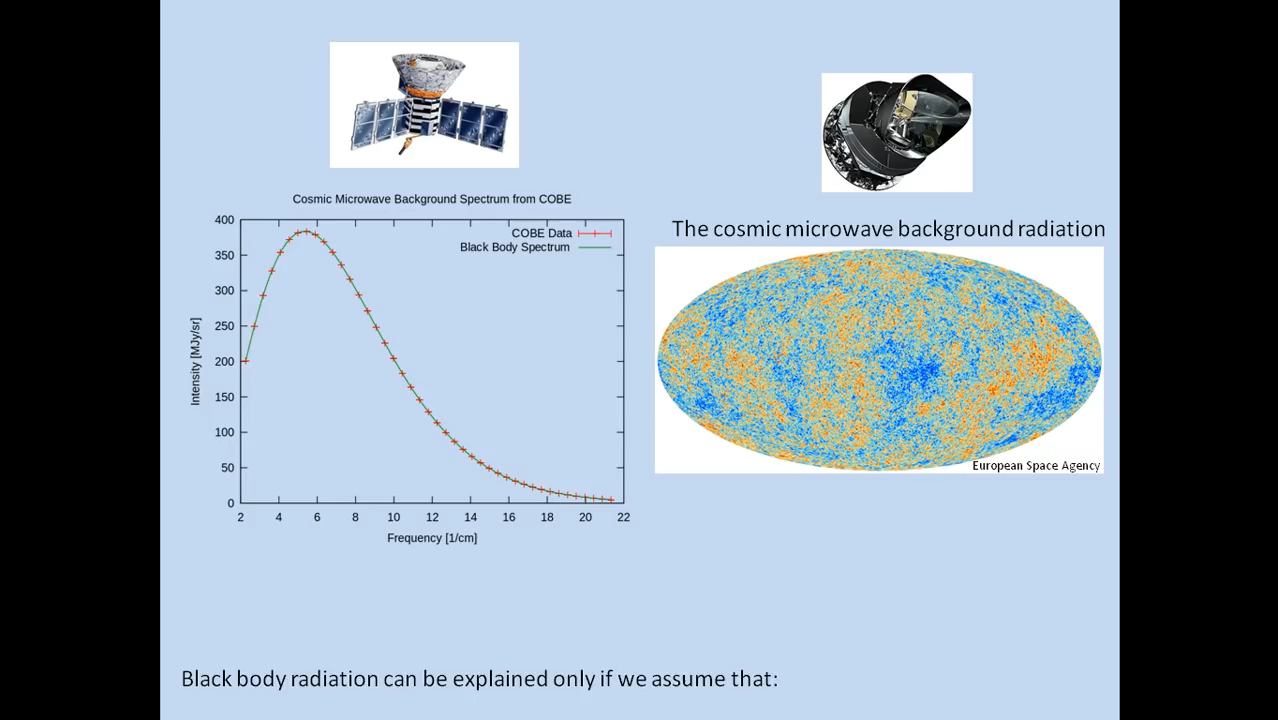 Cosmic Microwave Background Spectrum from COBE
400
350
300
250
200
150
100
50
0
Intensity [MJy/sr]
COBE Data
Black Body Spectrum
2 4 6 8 10 12 14 16 18 20 22
Frequency [1/cm]
The cosmic microwave background radiation
European Space Agency
Black body radiation can be explained only if we assume that: